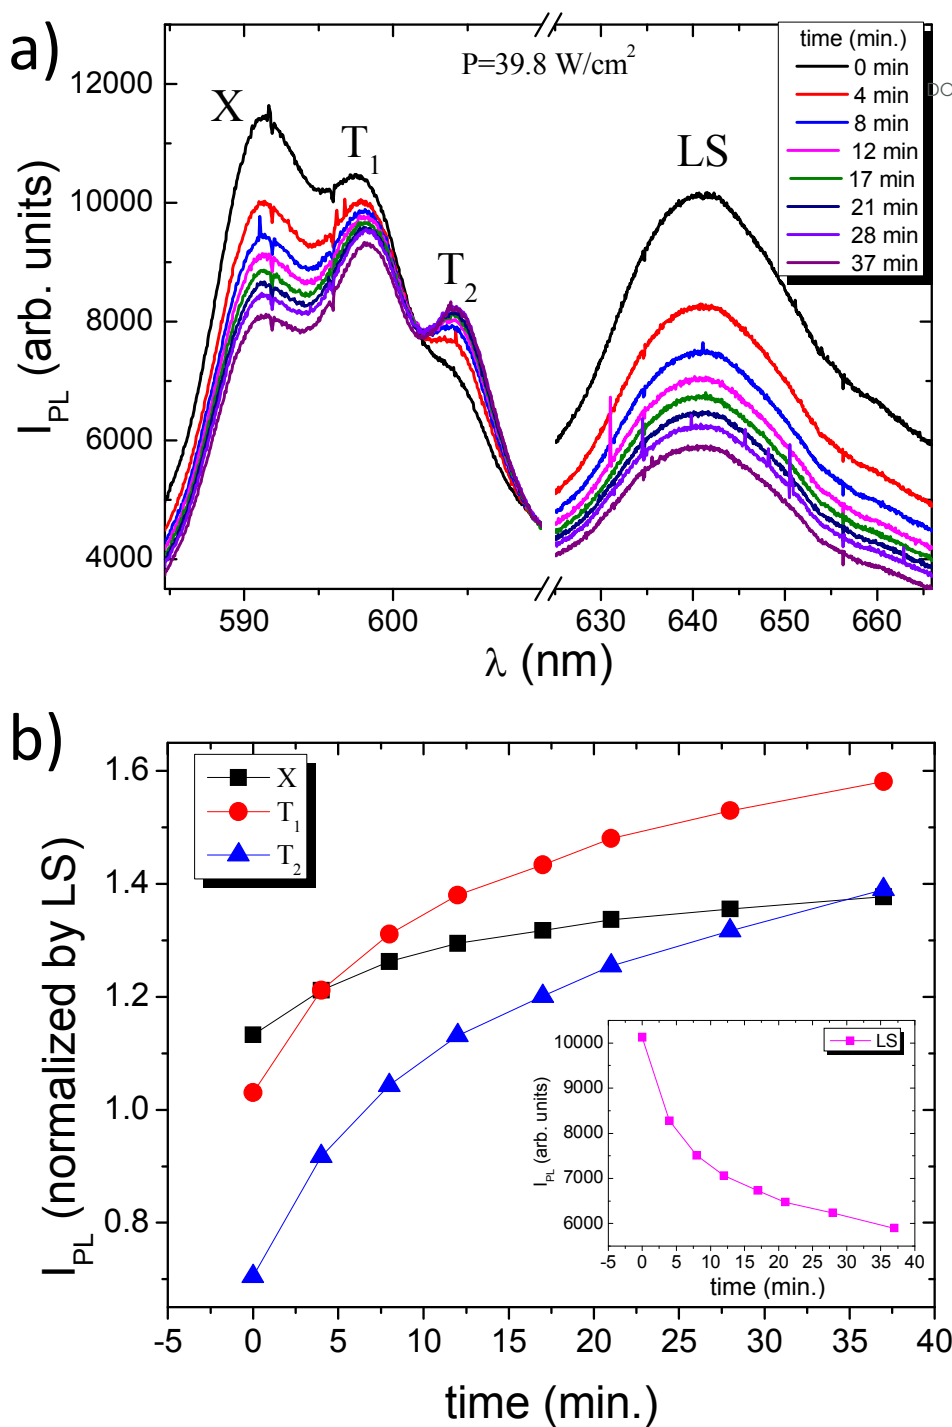 a)
P=39.8 W/cm²
time (min.)
0 min
4 min
8 min
12 min
17 min
21 min
28 min
37 min
DO
X
T₁
T₂
LS
12000
10000
8000
6000
4000
I_PL (arb. units)
590
600
630
640
650
660
λ (nm)
b)
X
T₁
T₂
1.6
1.4
1.2
1.0
0.8
I_PL (normalized by LS)
LS
10000
9000
8000
7000
6000
I_PL (arb. units)
-5
0
5
10
15
20
25
30
35
40
time (min.)
-5
0
5
10
15
20
25
30
35
40
time (min.)